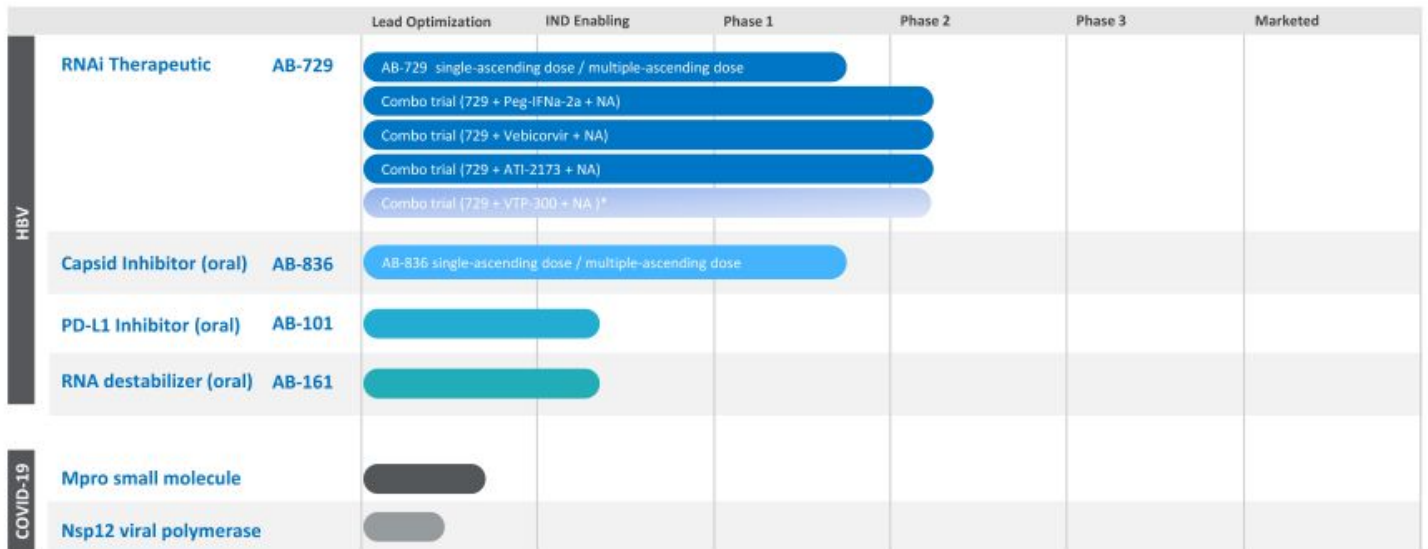 Lead Optimization IND Enabling Phase 1 Phase 2 Phase 3 Marketed
HBV
RNAi Therapeutic AB-729
AB-729 single-ascending dose / multiple-ascending dose
Combo trial (729 + Peg-IFNa-2a + NA)
Combo trial (729 + Vebicorvir + NA)
Combo trial (729 + ATI-2173 + NA)
Combo trial (729 + VTP-300 + NA )*
Capsid Inhibitor (oral) AB-836 AB-836 single-ascending dose / multiple-ascending dose
PD-L1 Inhibitor (oral) AB-101
RNA destabilizer (oral) AB-161
COVID-19
Mpro small molecule
Nsp12 viral polymerase